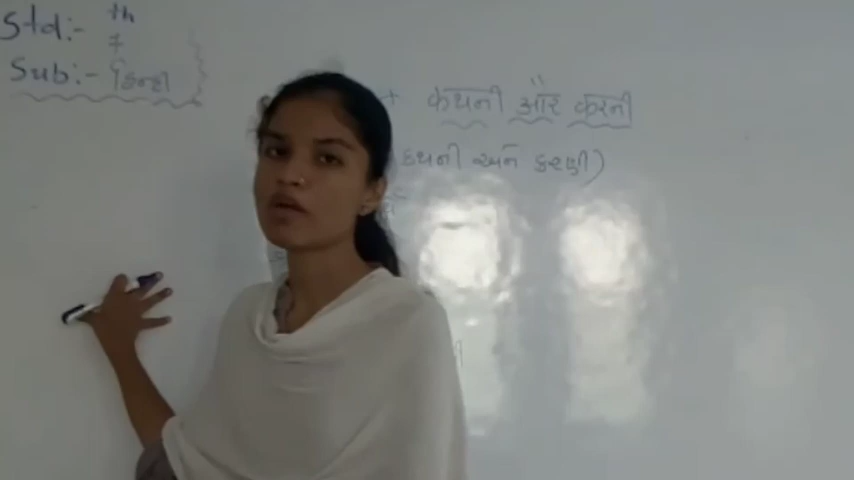 Std:- 7th
Sub:- हिन्दी
" कथनी और करनी
(કથની અને કરણી)